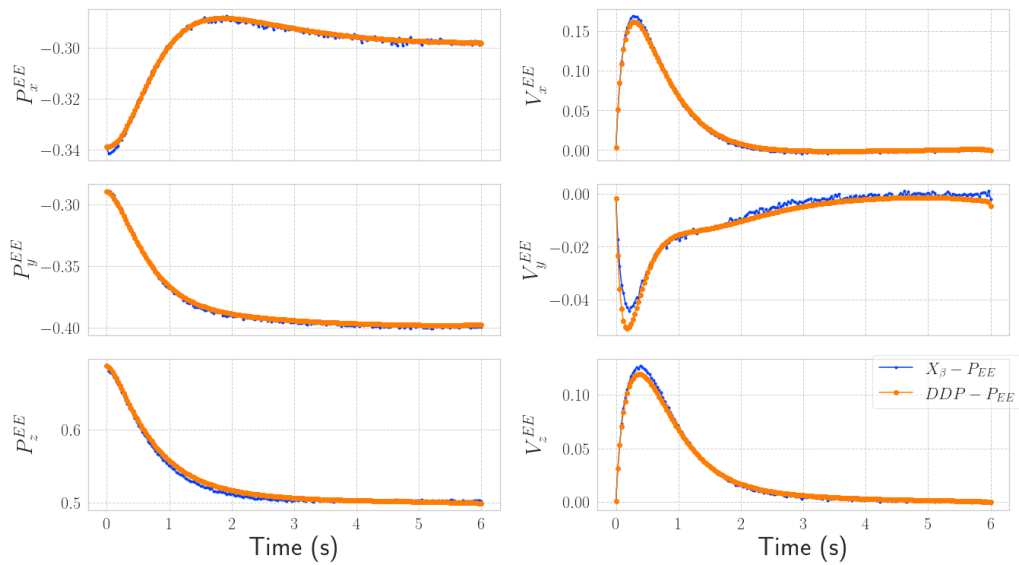 −0.30
−0.32
−0.34
P_x^{EE}
0.15
0.10
0.05
0.00
V_x^{EE}
−0.30
−0.35
−0.40
P_y^{EE}
0.00
−0.02
−0.04
V_y^{EE}
0.6
0.5
P_z^{EE}
0 1 2 3 4 5 6
Time (s)
0.10
0.05
0.00
V_z^{EE}
X_β − P_{EE}
DDP − P_{EE}
0 1 2 3 4 5 6
Time (s)